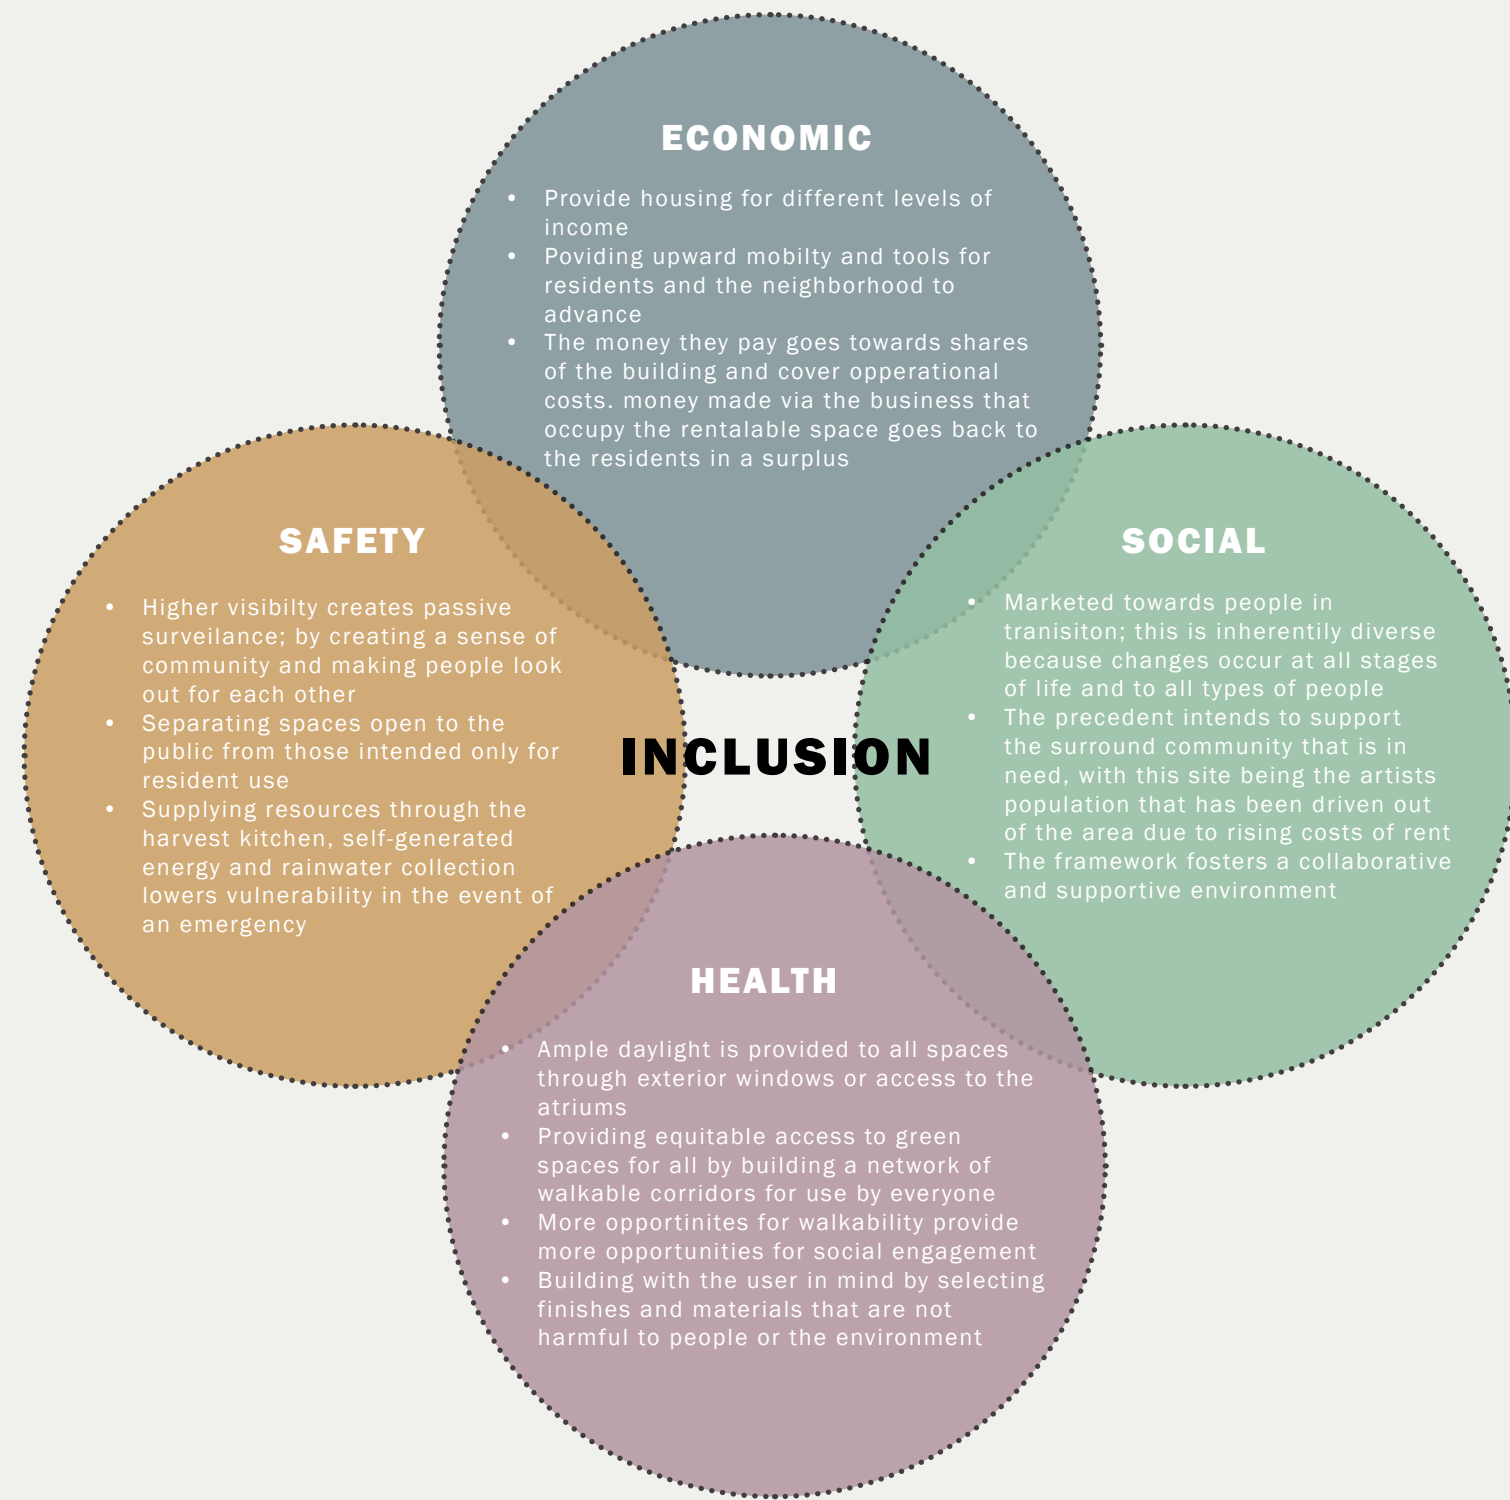 ECONOMIC
• Provide housing for different levels of
income
• Poviding upward mobilty and tools for
residents and the neighborhood to
advance
• The money they pay goes towards shares
of the building and cover opperational
costs. money made via the business that
occupy the rentalable space goes back to
the residents in a surplus
SAFETY
• Higher visibilty creates passive
surveilance; by creating a sense of
community and making people look
out for each other
• Separating spaces open to the
public from those intended only for
resident use
• Supplying resources through the
harvest kitchen, self-generated
energy and rainwater collection
lowers vulnerability in the event of
an emergency
SOCIAL
• Marketed towards people in
tranisiton; this is inherentily diverse
because changes occur at all stages
of life and to all types of people
• The precedent intends to support
the surround community that is in
need, with this site being the artists
population that has been driven out
of the area due to rising costs of rent
• The framework fosters a collaborative
and supportive environment
INCLUSION
HEALTH
• Ample daylight is provided to all spaces
through exterior windows or access to the
atriums
• Providing equitable access to green
spaces for all by building a network of
walkable corridors for use by everyone
• More opportinites for walkability provide
more opportunities for social engagement
• Building with the user in mind by selecting
finishes and materials that are not
harmful to people or the environment